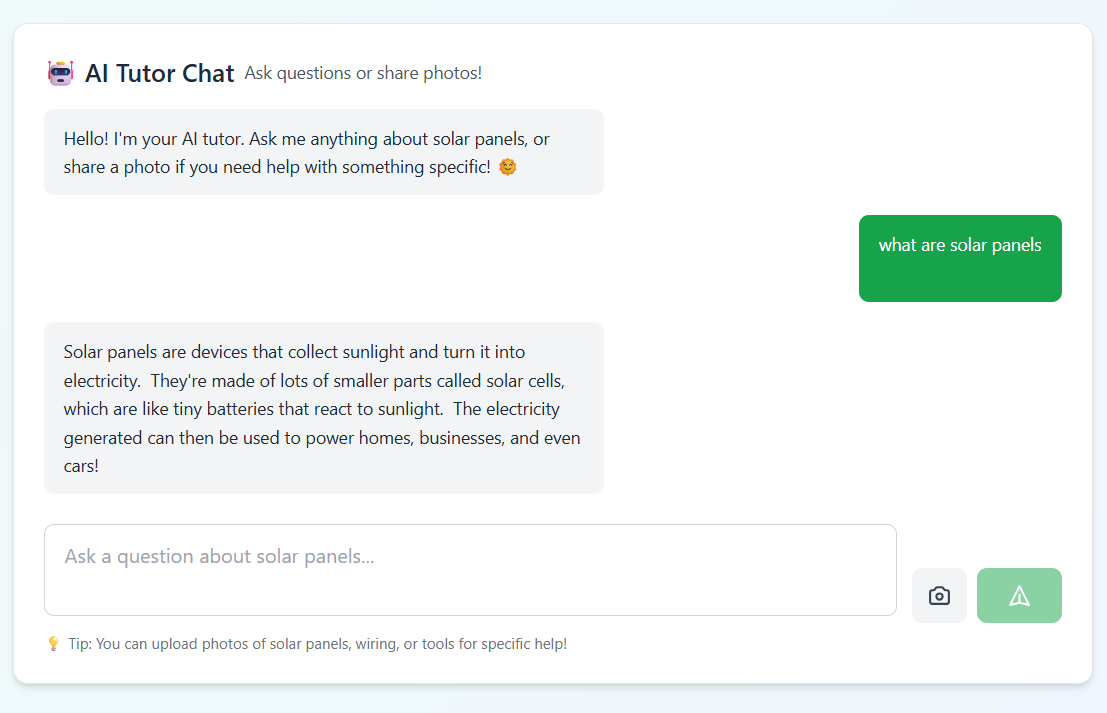 AI Tutor Chat Ask questions or share photos!
Hello! I'm your AI tutor. Ask me anything about solar panels, or
share a photo if you need help with something specific! 🌞
what are solar panels
Solar panels are devices that collect sunlight and turn it into
electricity.  They're made of lots of smaller parts called solar cells,
which are like tiny batteries that react to sunlight.  The electricity
generated can then be used to power homes, businesses, and even
cars!
Ask a question about solar panels...
💡 Tip: You can upload photos of solar panels, wiring, or tools for specific help!